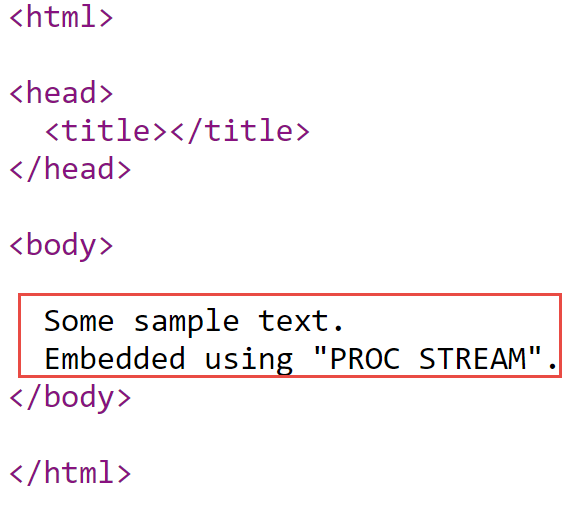 <html>
<head>
<title></title>
</head>
<body>
Some sample text.
Embedded using "PROC STREAM".
</body>
</html>